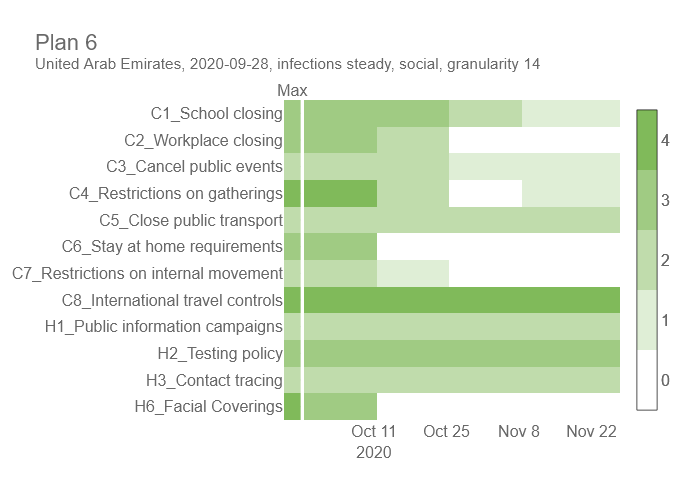 Plan 6
United Arab Emirates, 2020-09-28, infections steady, social, granularity 14
Max
C1_School closing
C2_Workplace closing
C3_Cancel public events
C4_Restrictions on gatherings
C5_Close public transport
C6_Stay at home requirements
C7_Restrictions on internal movement
C8_International travel controls
H1_Public information campaigns
H2_Testing policy
H3_Contact tracing
H6_Facial Coverings
Oct 11 Oct 25 Nov 8 Nov 22
2020
4
3
2
1
0